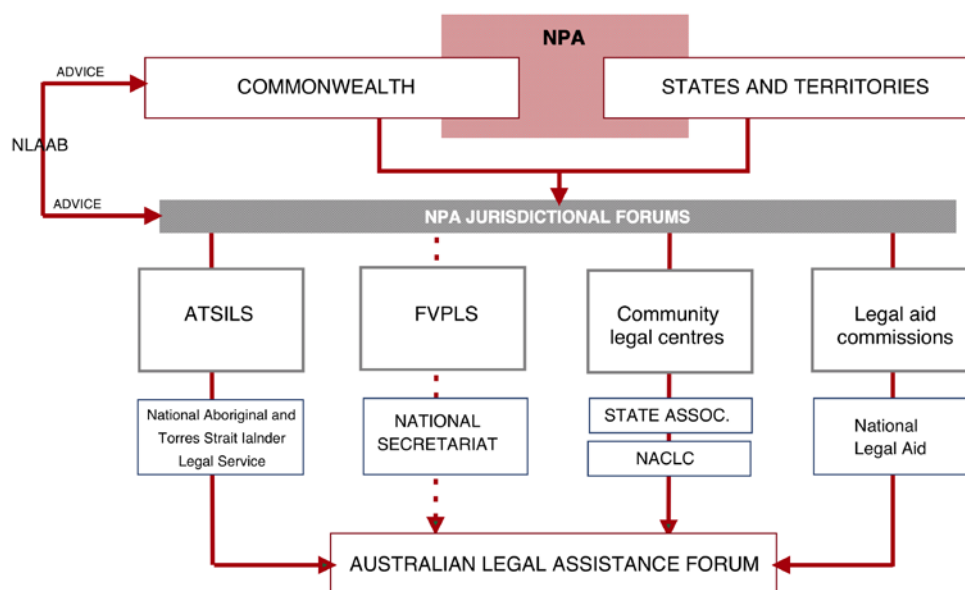 NPA
ADVICE
COMMONWEALTH
STATES AND TERRITORIES
NLAAB
ADVICE
NPA JURISDICTIONAL FORUMS
ATSILS
FVPLS
Community
legal centres
Legal aid
commissions
National Aboriginal and
Torres Strait Ialnder
Legal Service
NATIONAL
SECRETARIAT
STATE ASSOC.
NACLC
National
Legal Aid
AUSTRALIAN LEGAL ASSISTANCE FORUM